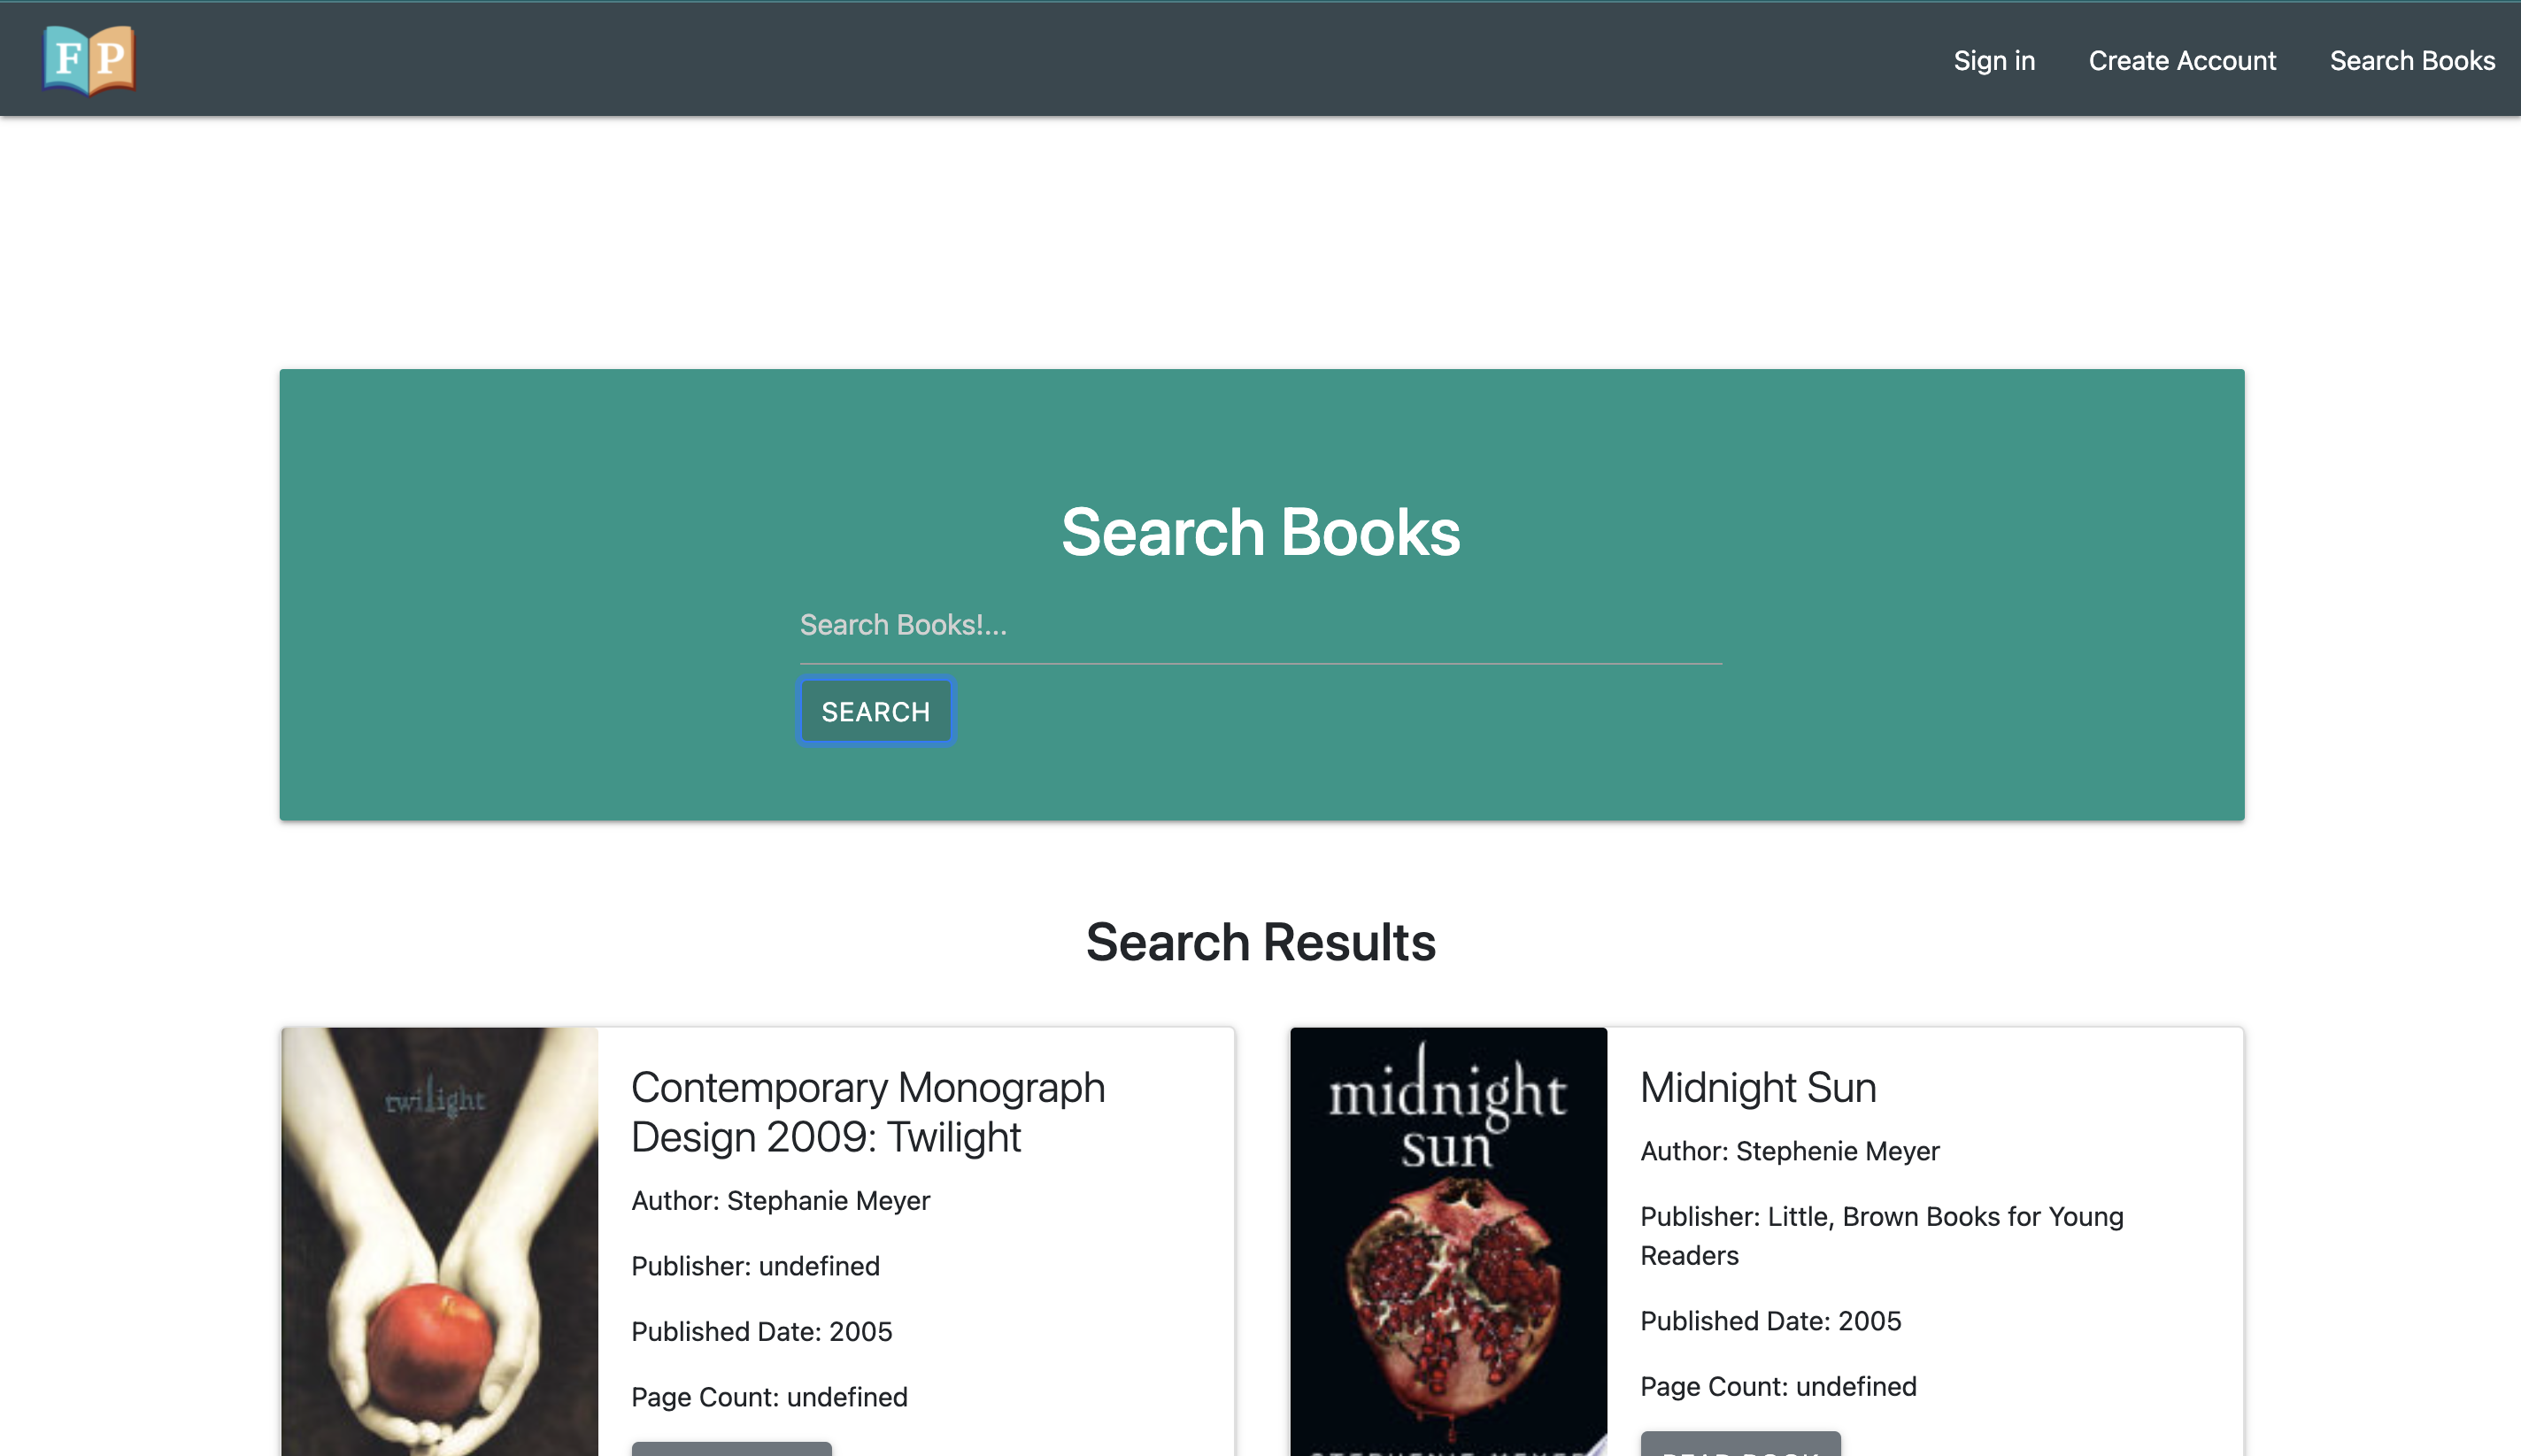 F P
Sign in
Create Account
Search Books
Search Books
Search Books!...
SEARCH
Search Results
twilight
Contemporary Monograph
Design 2009: Twilight
Author: Stephanie Meyer
Publisher: undefined
Published Date: 2005
Page Count: undefined
midnight
sun
Midnight Sun
Author: Stephenie Meyer
Publisher: Little, Brown Books for Young
Readers
Published Date: 2005
Page Count: undefined